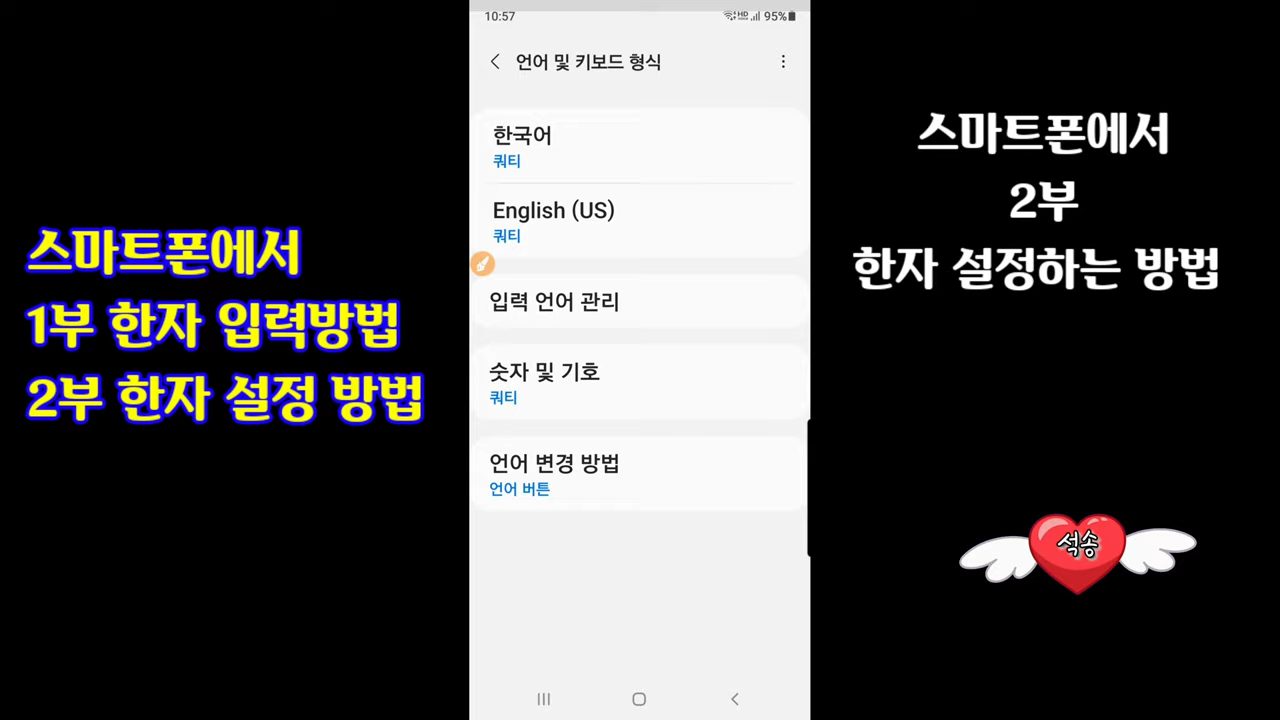 스마트폰에서
1부 한자 입력방법
2부 한자 설정 방법
10:57
HD
95%
언어 및 키보드 형식
한국어
쿼티
English (US)
쿼티
입력 언어 관리
숫자 및 기호
쿼티
언어 변경 방법
언어 버튼
스마트폰에서
2부
한자 설정하는 방법
석송